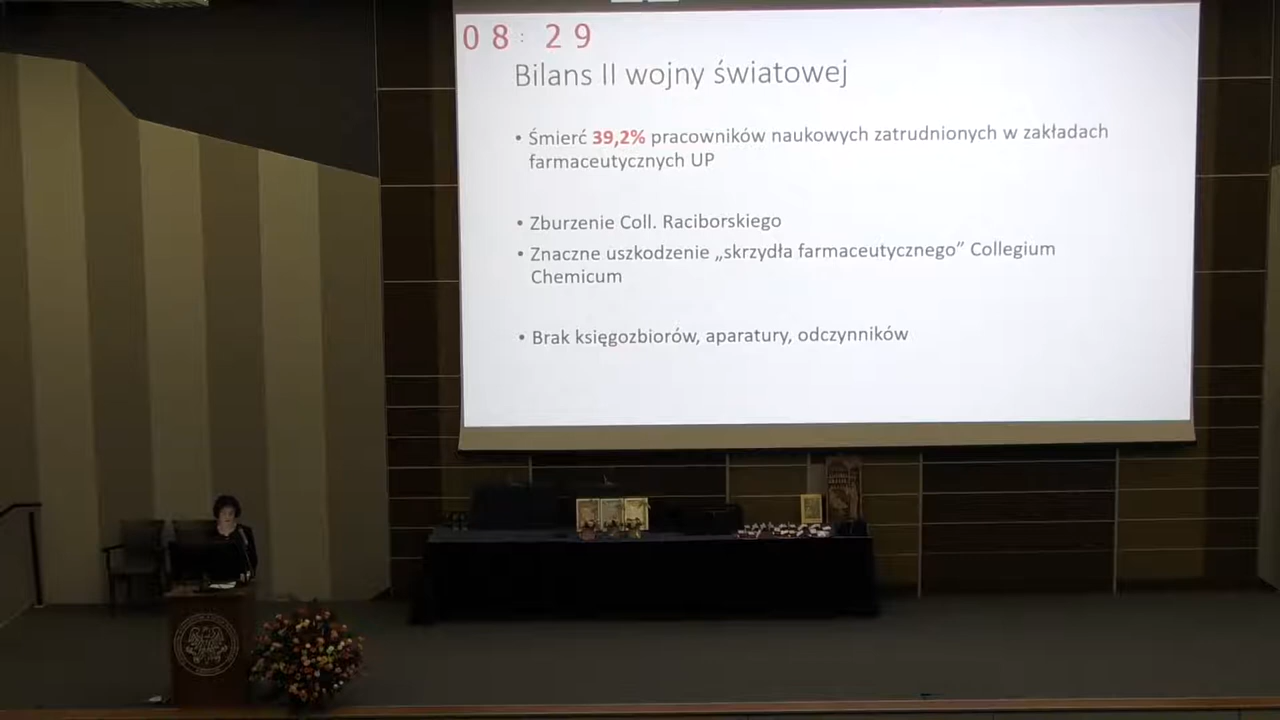 08: 29
Bilans II wojny światowej
• Śmierć 39,2% pracowników naukowych zatrudnionych w zakładach
farmaceutycznych UP
• Zburzenie Coll. Raciborskiego
• Znaczne uszkodzenie „skrzydła farmaceutycznego” Collegium
Chemicum
• Brak księgozbiorów, aparatury, odczynników